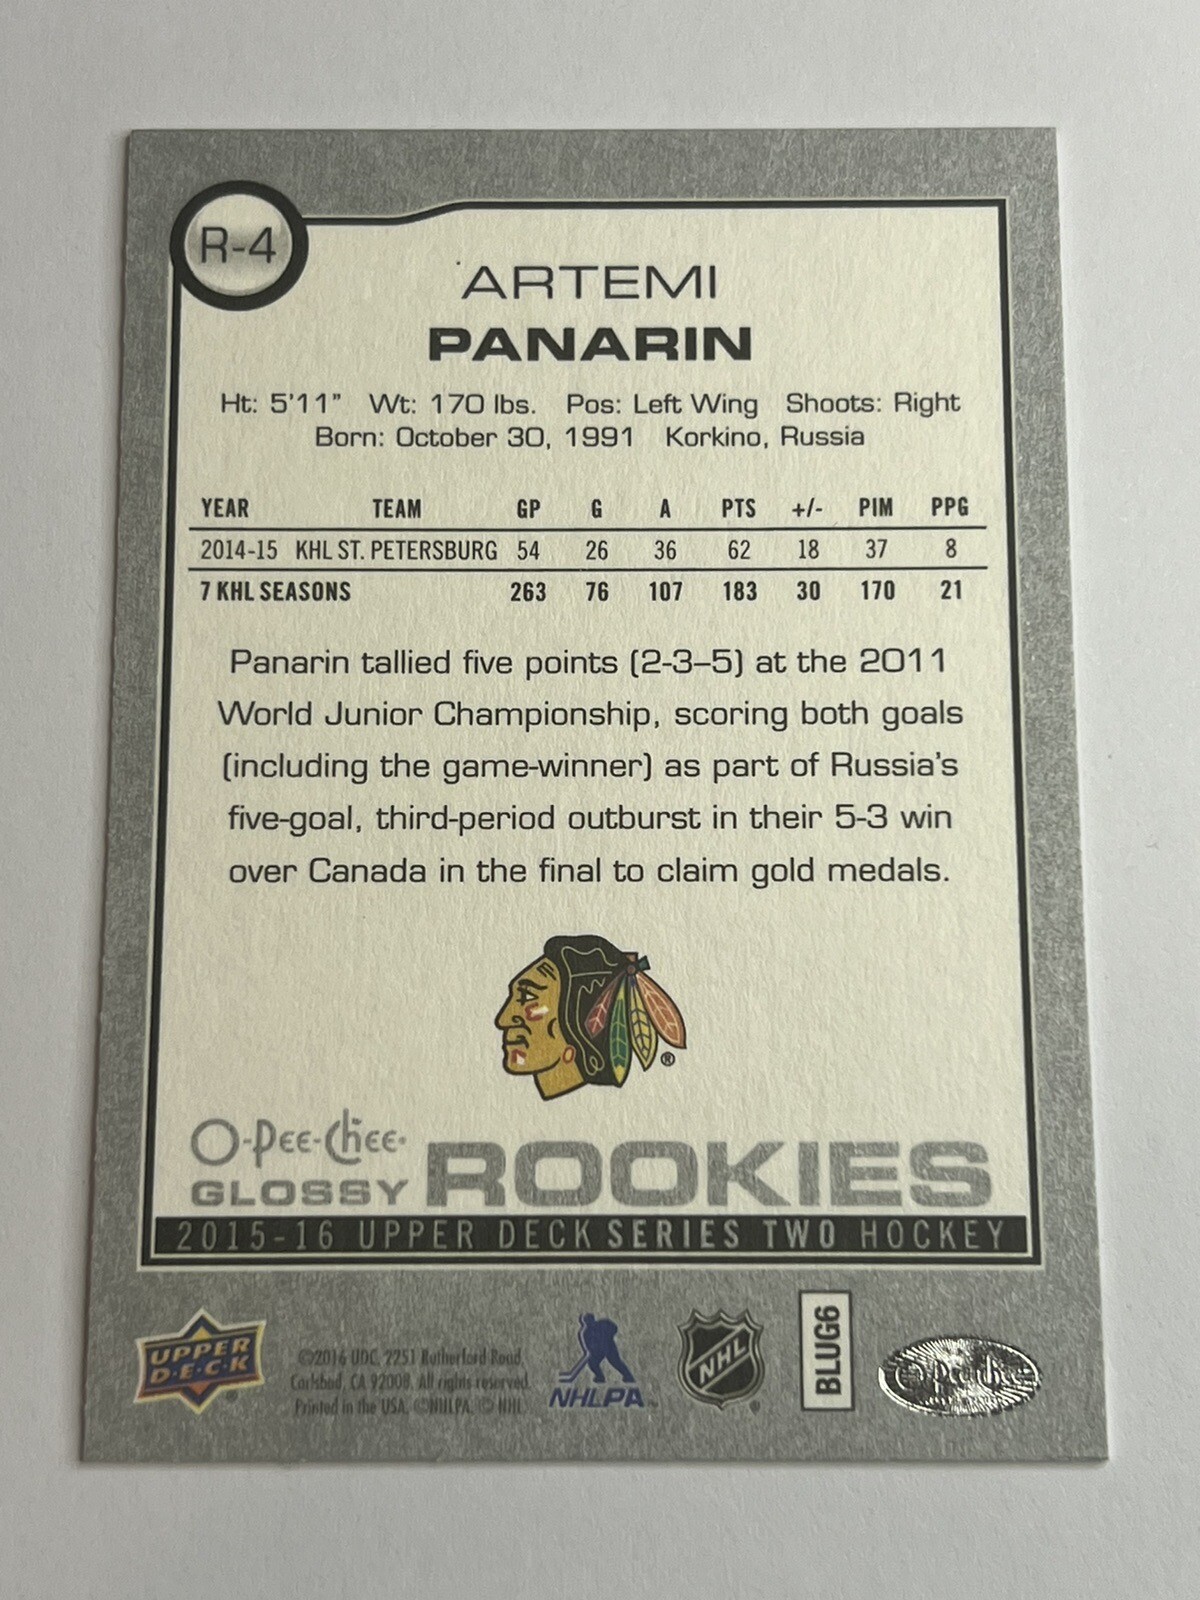 R-4
ARTEMI
PANARIN
Ht: 5'11" Wt: 170 lbs. Pos: Left Wing Shoots: Right
Born: October 30, 1991 Korkino, Russia
YEAR TEAM GP G A PTS +/- PIM PPG
2014-15 KHL ST. PETERSBURG 54 26 36 62 18 37 8
7 KHL SEASONS 263 76 107 183 30 170 21
Panarin tallied five points (2-3–5) at the 2011
World Junior Championship, scoring both goals
(including the game-winner) as part of Russia's
five-goal, third-period outburst in their 5-3 win
over Canada in the final to claim gold medals.
®
O-Pee-Chee®
GLOSSY ROOKIES
2015-16 UPPER DECK SERIES TWO HOCKEY
UPPER
D·E·C·K®
©2016 UDC, 2251 Rutherford Road,
Carlsbad, CA 92008. All rights reserved.
Printed in the USA. ©NHLPA. © NHL
NHLPA™
NHL®
BLUG6
O-Pee-Chee